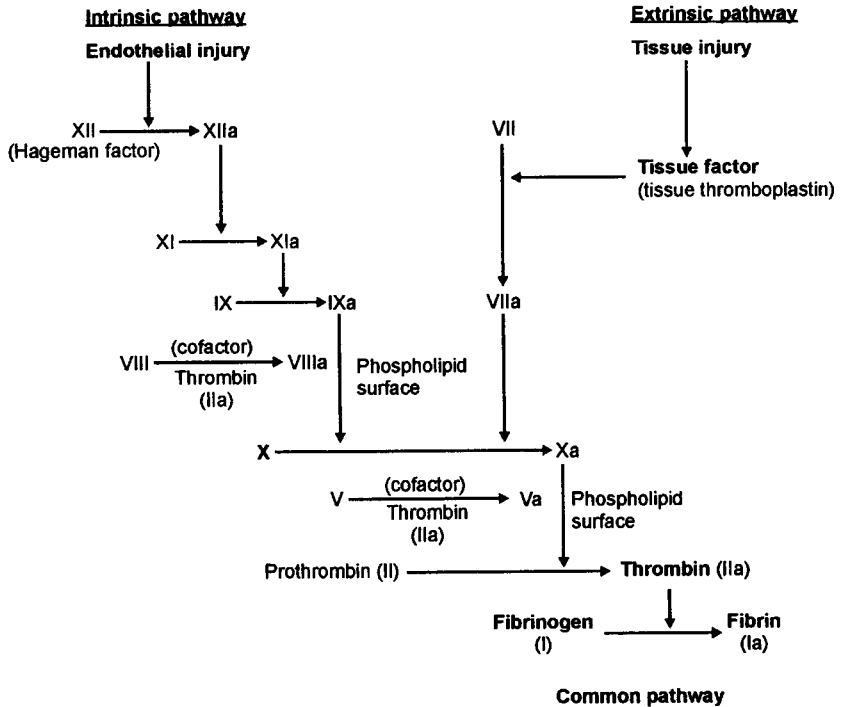 Intrinsic pathway
Extrinsic pathway
Endothelial injury
Tissue injury
XII
XIIa
(Hageman factor)
VII
Tissue factor
(tissue thromboplastin)
XI
XIa
IX
IXa
VIIa
VIII
(cofactor)
VIIIa
Thrombin
(IIa)
Phospholipid
surface
X
Xa
V
(cofactor)
Va
Thrombin
(IIa)
Phospholipid
surface
Prothrombin (II)
Thrombin (IIa)
Fibrinogen
(I)
Fibrin
(Ia)
Common pathway